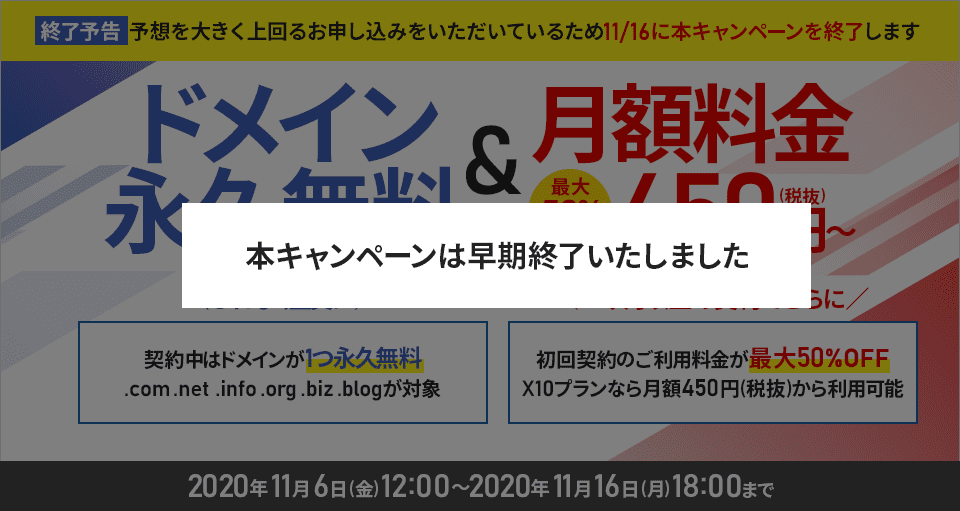 終了予告 予想を大きく上回るお申し込みをいただいているため11/16に本キャンペーンを終了します
ドメイン
永久無料
&
月額料金
最大
(税抜)
円〜
本キャンペーンは早期終了いたしました
らに／
契約中はドメインが1つ永久無料
.com .net .info .org .biz .blogが対象
初回契約のご利用料金が最大50%OFF
X10プランなら月額450円(税抜)から利用可能
2020年11月6日(金)12:00〜2020年11月16日(月)18:00まで